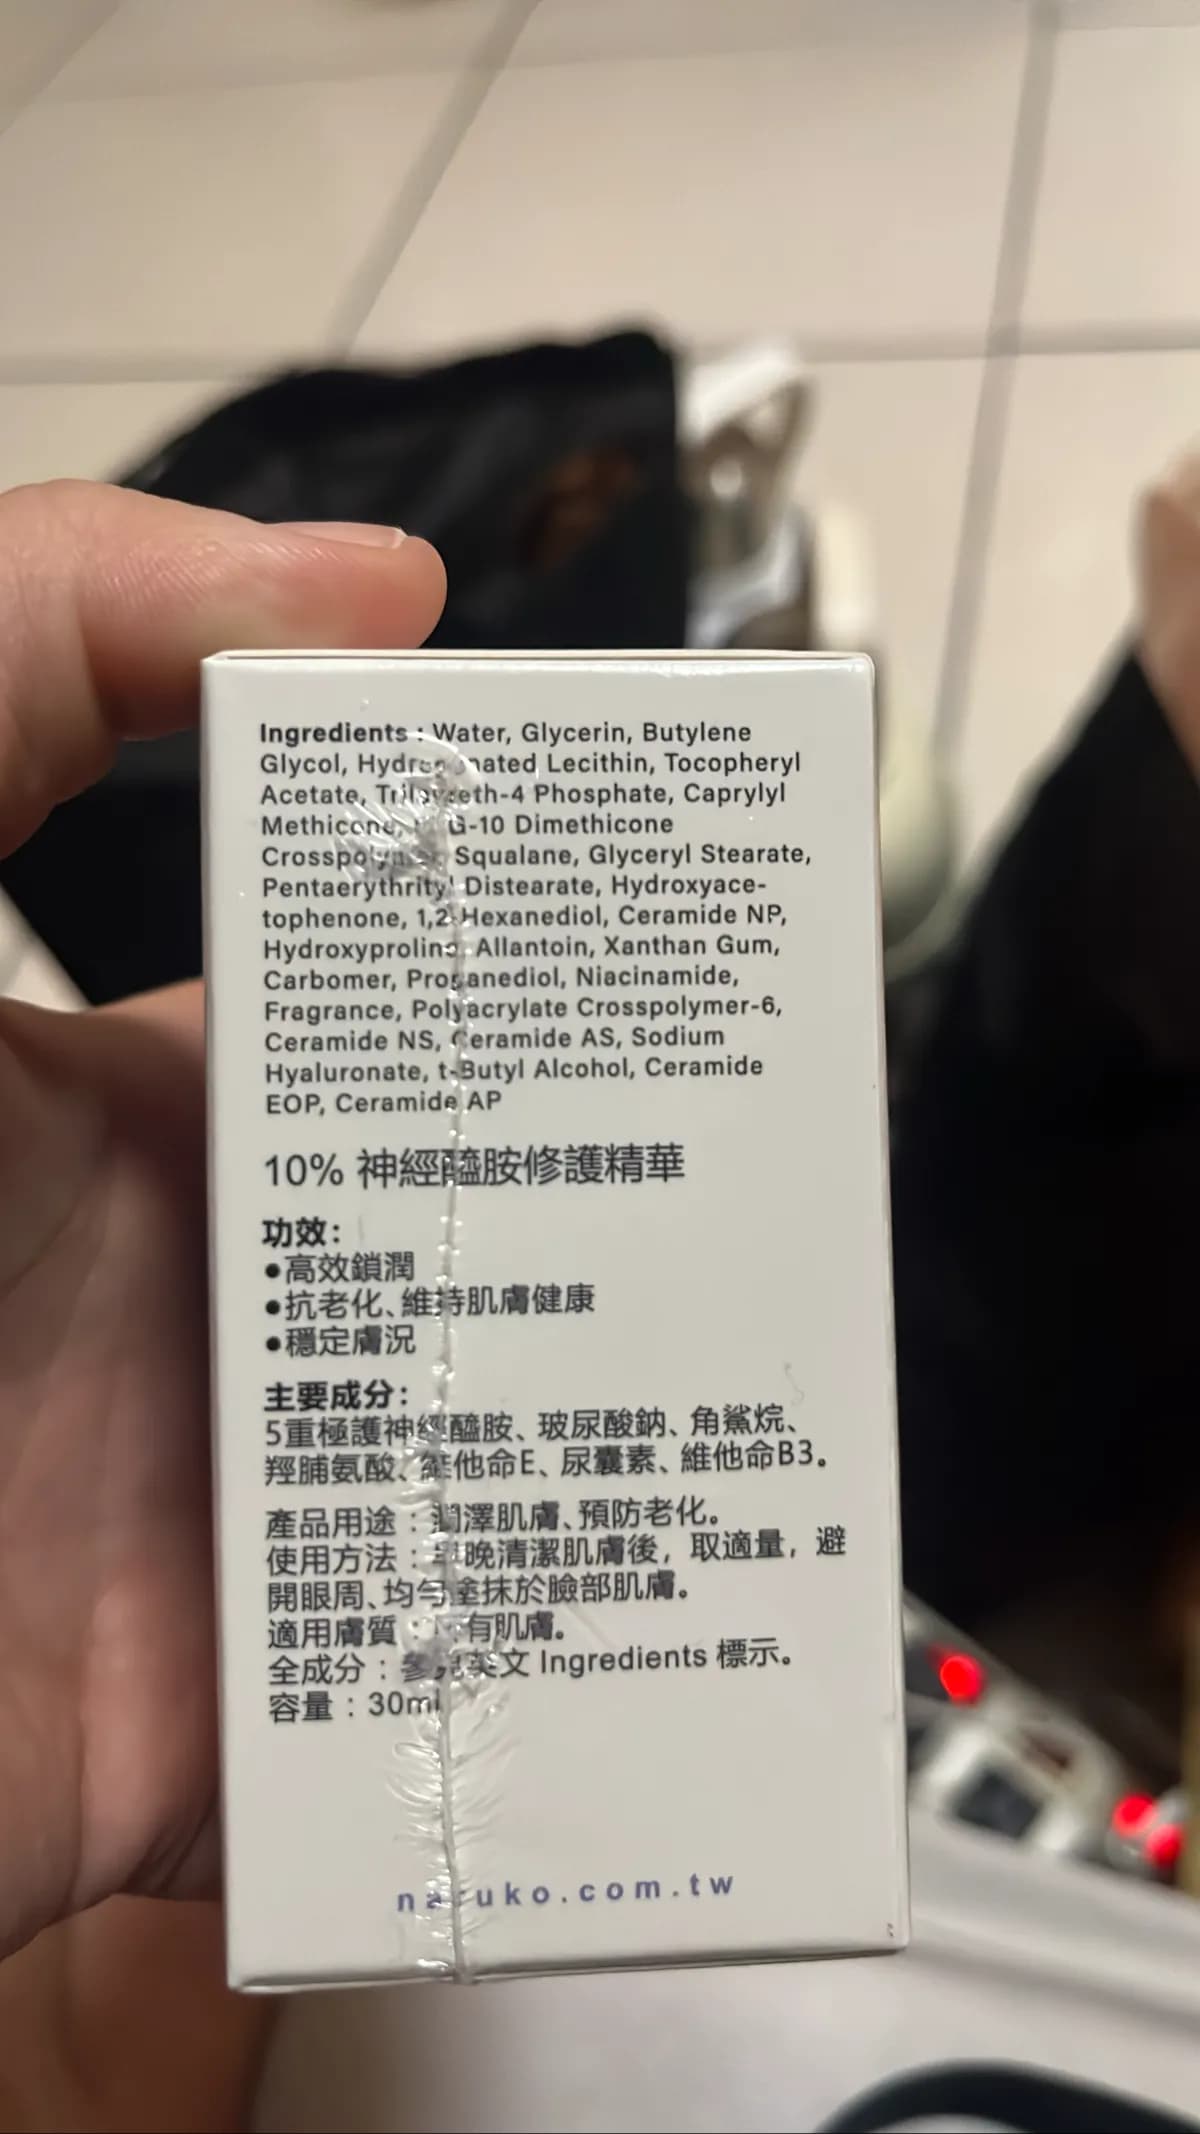 Ingredients : Water, Glycerin, Butylene
Glycol, Hydrogenated Lecithin, Tocopheryl
Acetate, Trilaureth-4 Phosphate, Caprylyl
Methicone, G-10 Dimethicone
Crosspolymer, Squalane, Glyceryl Stearate,
Pentaerythrityl Distearate, Hydroxyace-
tophenone, 1,2-Hexanediol, Ceramide NP,
Hydroxyproline, Allantoin, Xanthan Gum,
Carbomer, Propanediol, Niacinamide,
Fragrance, Polyacrylate Crosspolymer-6,
Ceramide NS, Ceramide AS, Sodium
Hyaluronate, t-Butyl Alcohol, Ceramide
EOP, Ceramide AP
10% 神經醯胺修護精華
功效:
●高效鎖潤
●抗老化、維持肌膚健康
●穩定膚況
主要成分:
5重極護神經醯胺、玻尿酸鈉、角鯊烷、
羥脯氨酸、維他命E、尿囊素、維他命B3。
產品用途：潤澤肌膚、預防老化。
使用方法：早晚清潔肌膚後，取適量，避
開眼周、均勻塗抹於臉部肌膚。
適用膚質：所有肌膚。
全成分：參見英文 Ingredients 標示。
容量：30ml
naruko.com.tw